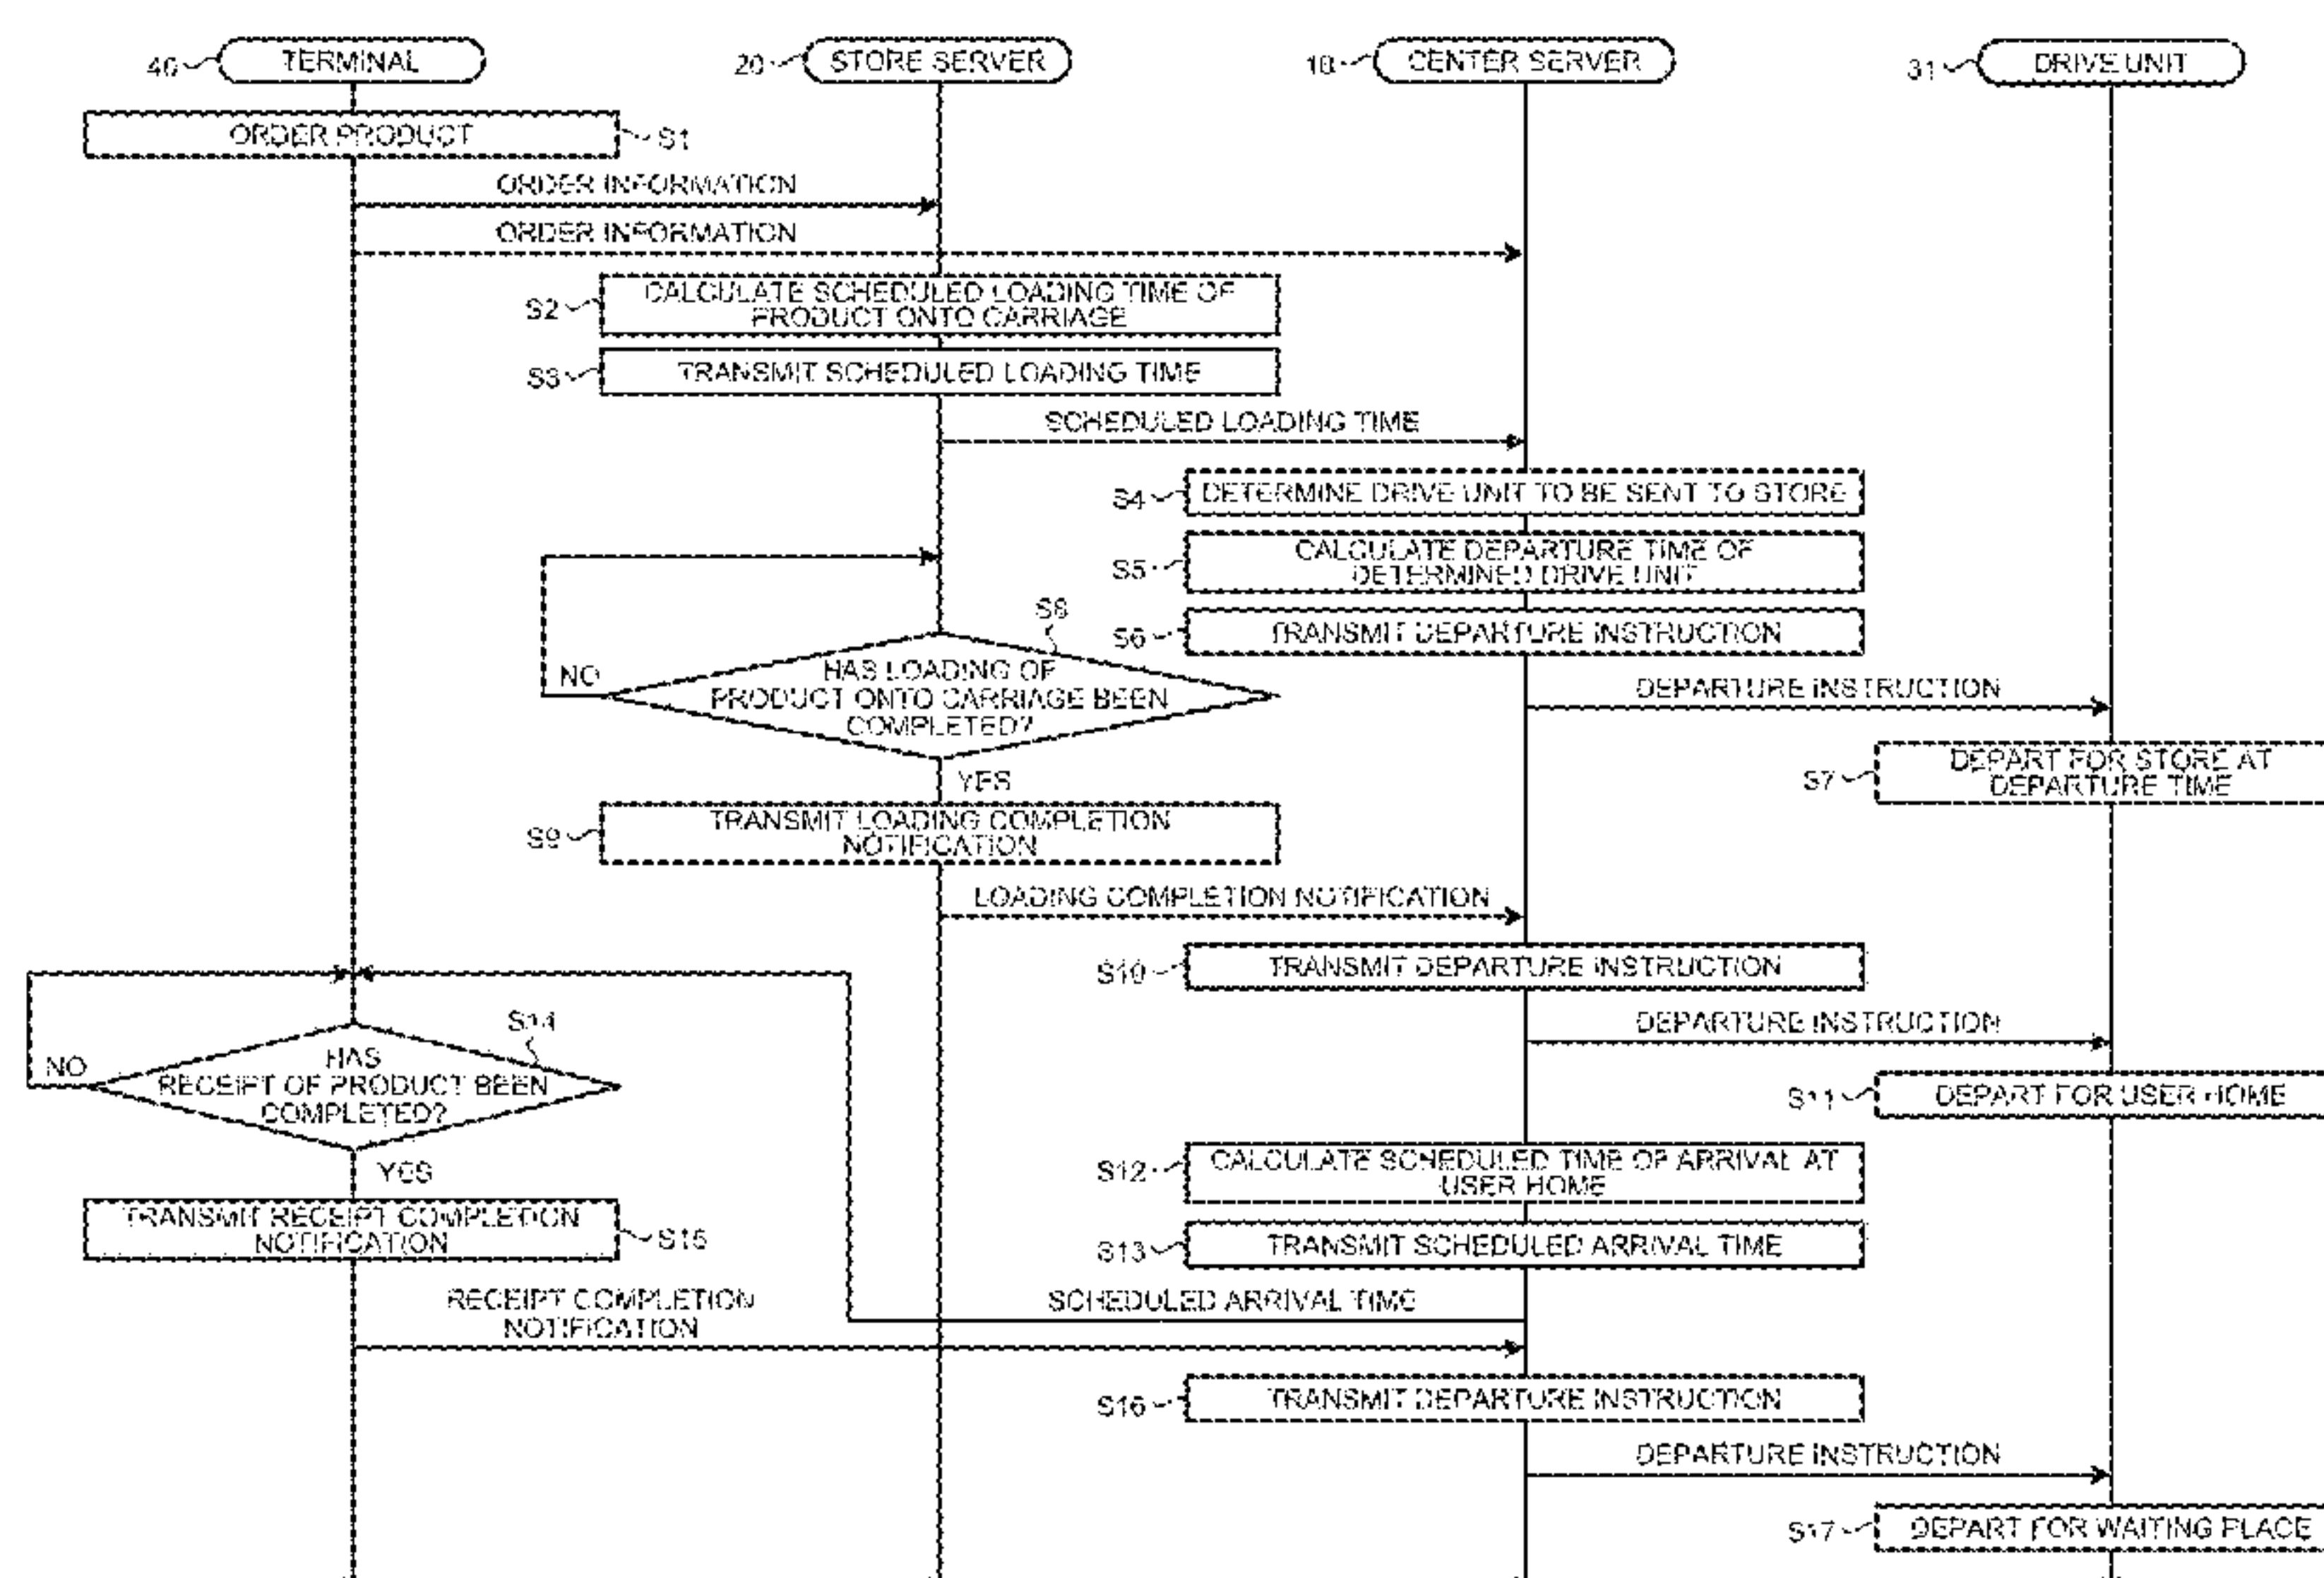 40 TERMINAL
20 STORE SERVER
10 CENTER SERVER
31 DRIVE UNIT
ORDER PRODUCT S1
ORDER INFORMATION
ORDER INFORMATION
S2 CALCULATE SCHEDULED LOADING TIME OF
PRODUCT ONTO CARRIAGE
S3 TRANSMIT SCHEDULED LOADING TIME
SCHEDULED LOADING TIME
S4 DETERMINE DRIVE UNIT TO BE SENT TO STORE
S5 CALCULATE DEPARTURE TIME OF
DETERMINED DRIVE UNIT
S6 TRANSMIT DEPARTURE INSTRUCTION
DEPARTURE INSTRUCTION
S7 DEPART FOR STORE AT
DEPARTURE TIME
S8
HAS LOADING OF
PRODUCT ONTO CARRIAGE BEEN
COMPLETED?
NO
YES
S9 TRANSMIT LOADING COMPLETION
NOTIFICATION
LOADING COMPLETION NOTIFICATION
S10 TRANSMIT DEPARTURE INSTRUCTION
DEPARTURE INSTRUCTION
S11 DEPART FOR USER HOME
S12 CALCULATE SCHEDULED TIME OF ARRIVAL AT
USER HOME
S13 TRANSMIT SCHEDULED ARRIVAL TIME
SCHEDULED ARRIVAL TIME
S14
HAS
RECEIPT OF PRODUCT BEEN
COMPLETED?
NO
YES
TRANSMIT RECEIPT COMPLETION
NOTIFICATION S15
RECEIPT COMPLETION
NOTIFICATION
S16 TRANSMIT DEPARTURE INSTRUCTION
DEPARTURE INSTRUCTION
S17 DEPART FOR WAITING PLACE